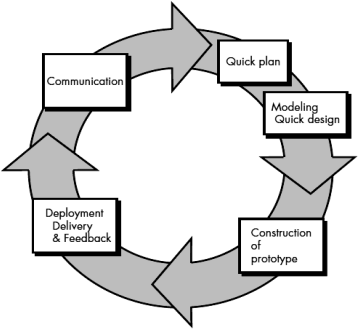 Communication
Quick plan
Modeling
Quick design
Construction
of
prototype
Deployment
Delivery
& Feedback